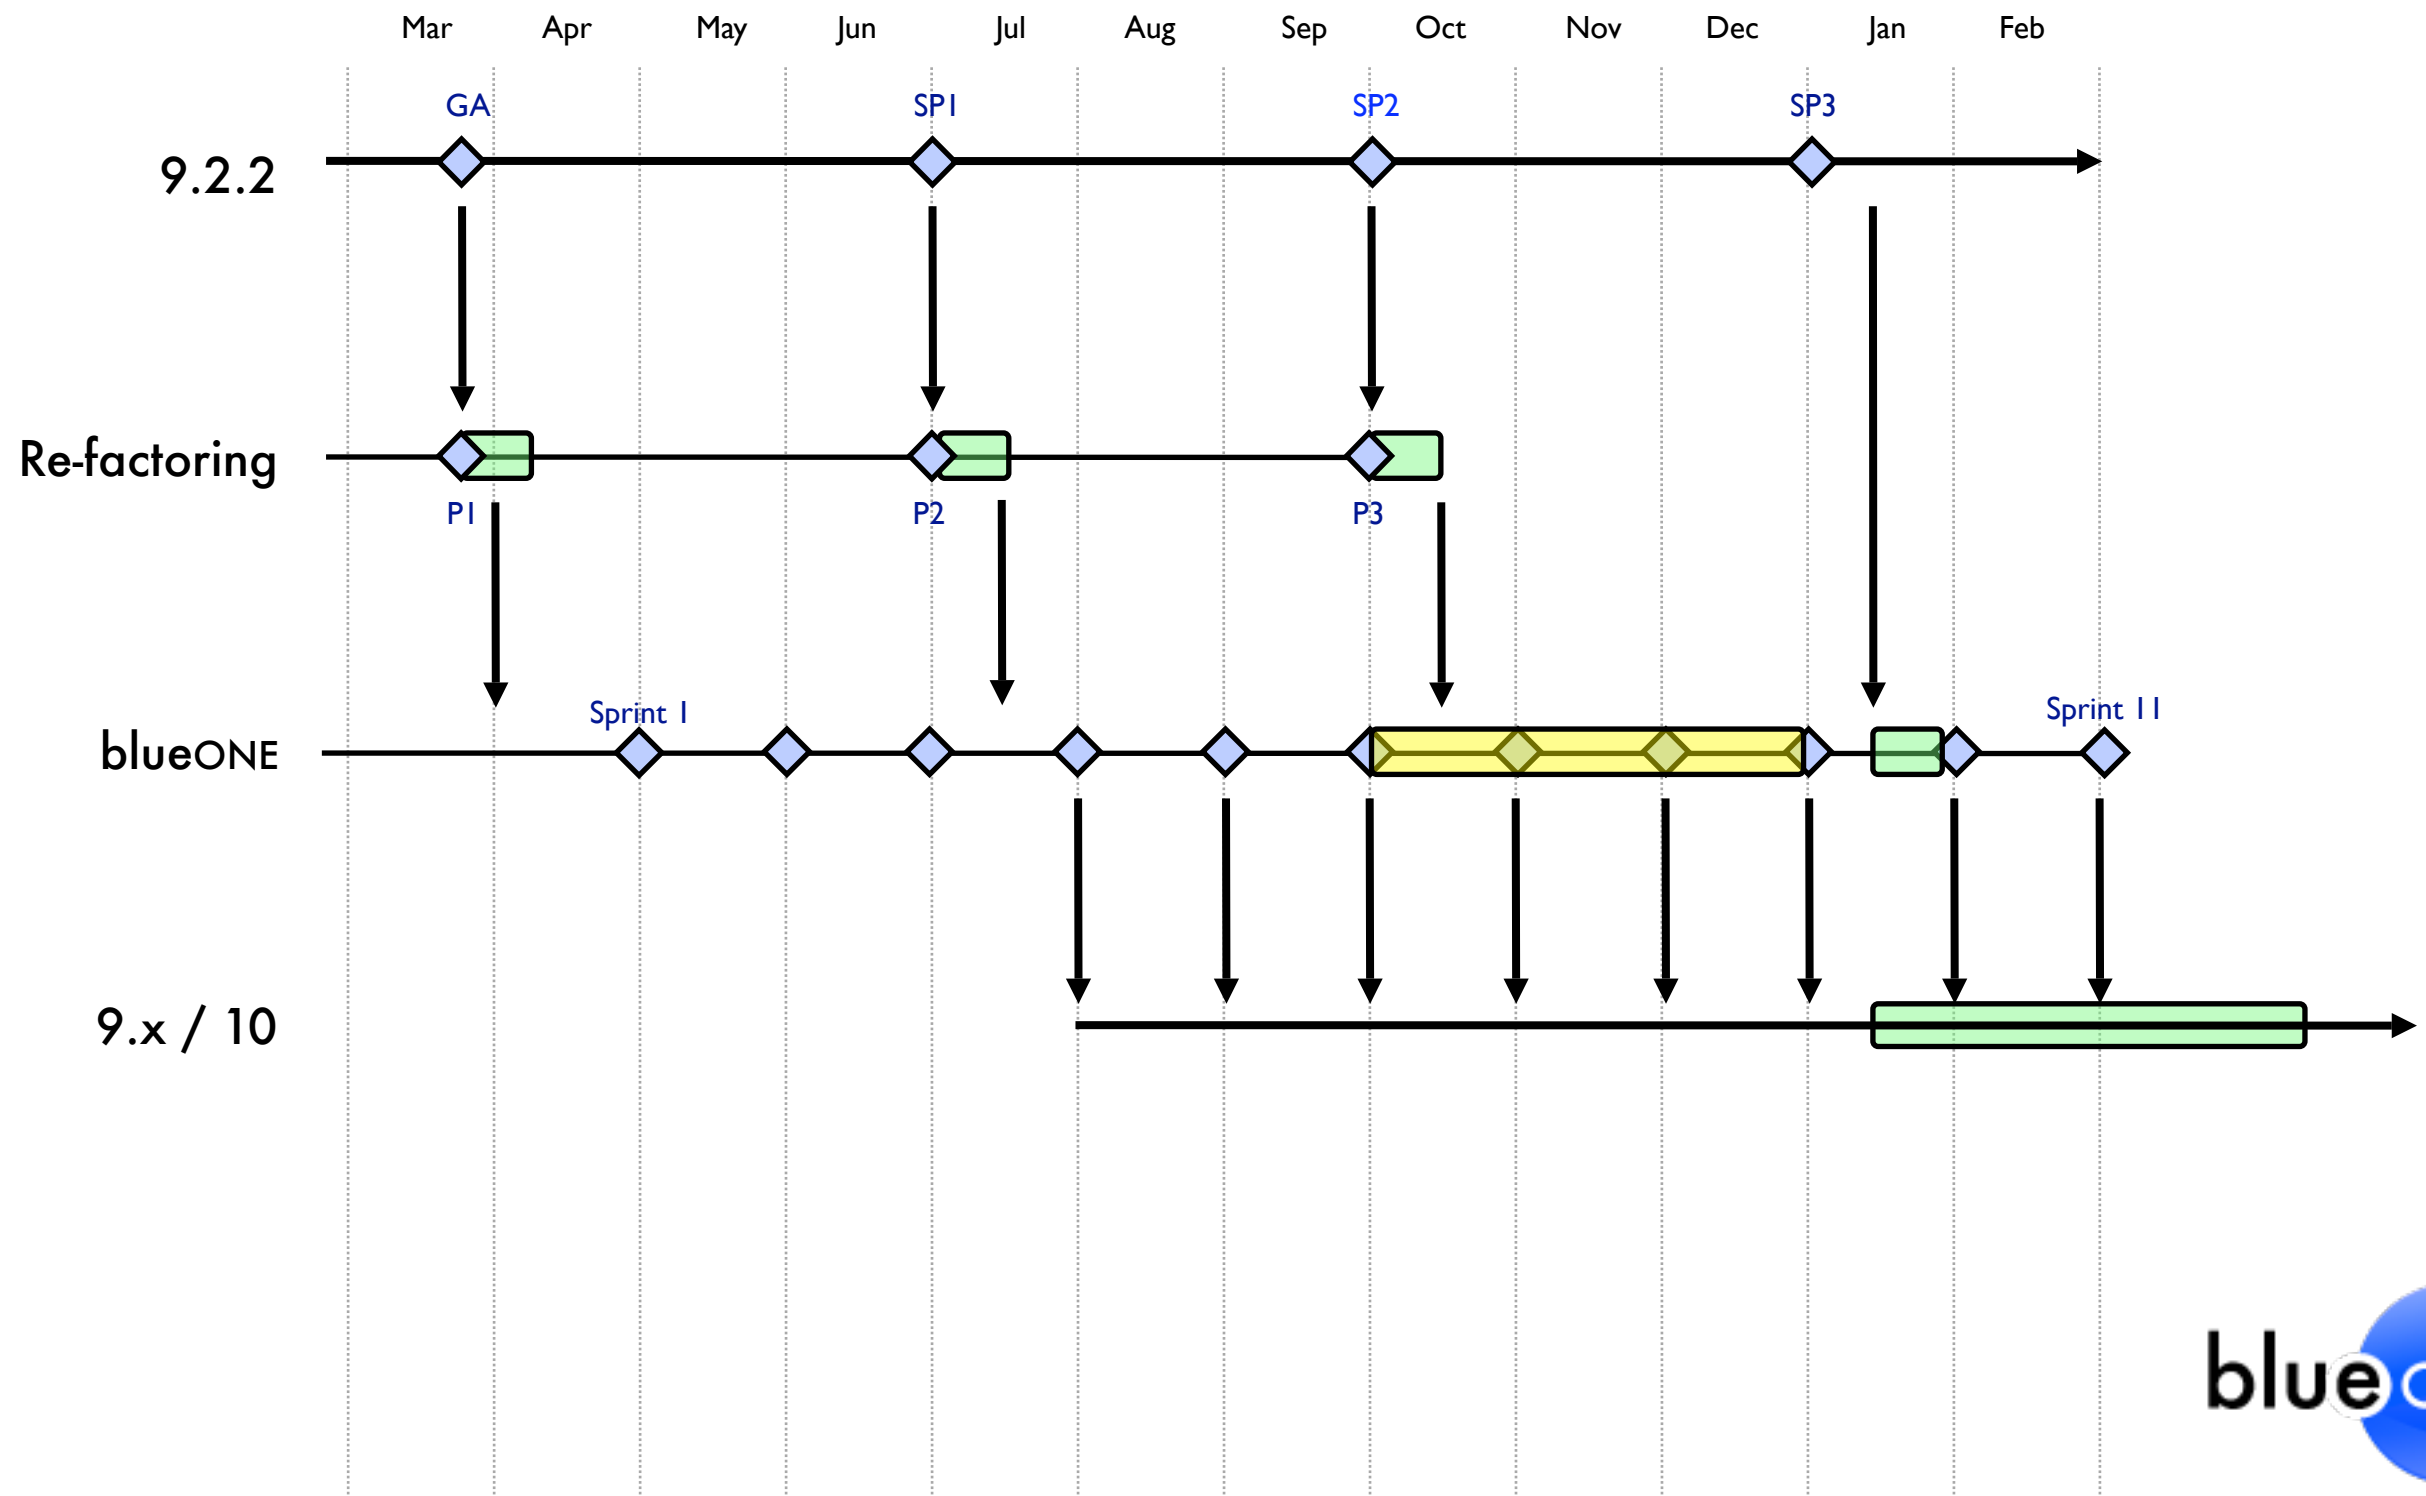 Mar Apr May Jun Jul Aug Sep Oct Nov Dec Jan Feb
GA SP1 SP2 SP3
9.2.2
Re-factoring
P1 P2 P3
Sprint 1 Sprint 11
blueONE
9.x / 10
blue